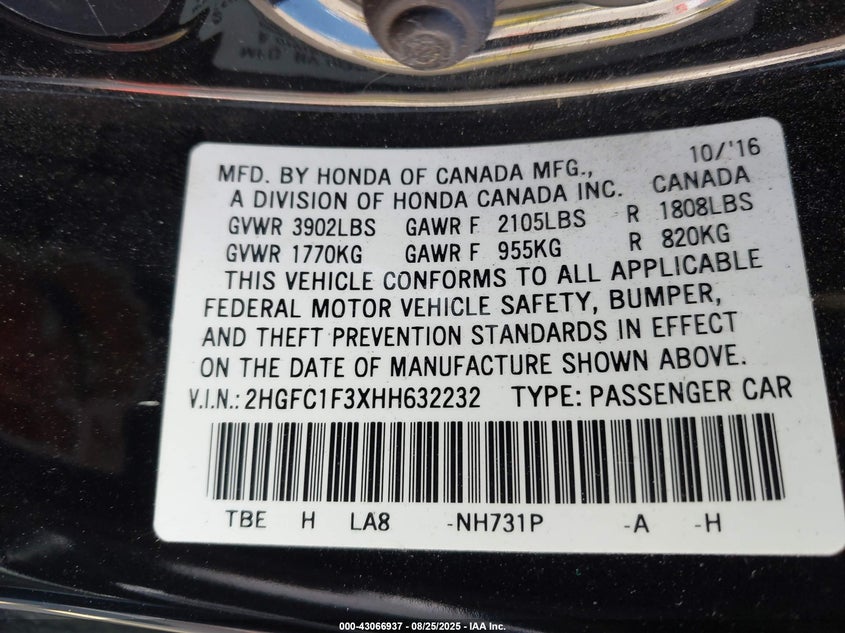 MFD. BY HONDA OF CANADA MFG., 10/'16
A DIVISION OF HONDA CANADA INC. CANADA
GVWR 3902LBS GAWR F 2105LBS R 1808LBS
GVWR 1770KG GAWR F 955KG R 820KG
THIS VEHICLE CONFORMS TO ALL APPLICABLE
FEDERAL MOTOR VEHICLE SAFETY, BUMPER,
AND THEFT PREVENTION STANDARDS IN EFFECT
ON THE DATE OF MANUFACTURE SHOWN ABOVE.
V.I.N.: 2HGFC1F3XHH632232 TYPE: PASSENGER CAR
TBE H LA8 -NH731P -A -H
000-43066937 - 08/25/2025 - IAA Inc.